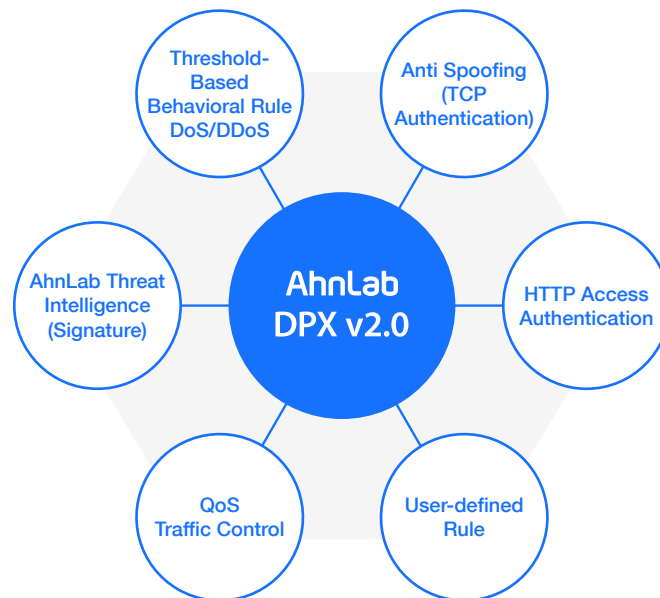 Threshold-
Based
Behavioral Rule
DoS/DDoS
Anti Spoofing
(TCP
Authentication)
AhnLab Threat
Intelligence
(Signature)
AhnLab
DPX v2.0
HTTP Access
Authentication
QoS
Traffic Control
User-defined
Rule